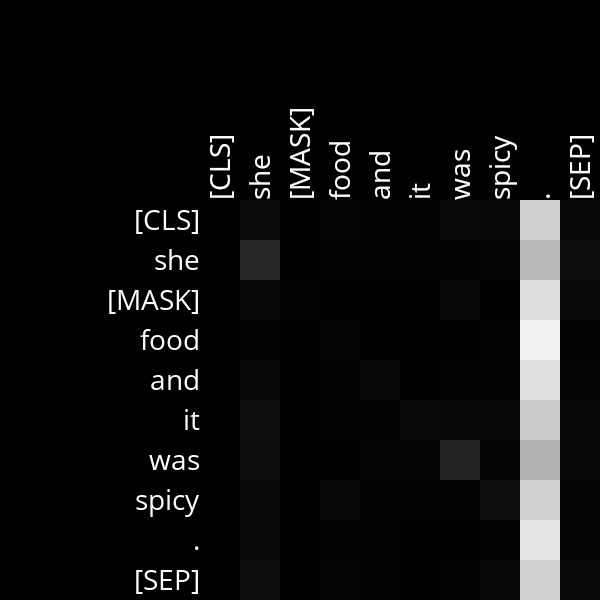 [CLS] she [MASK] food and it was spicy . [SEP]
[CLS]
she
[MASK]
food
and
it
was
spicy
.
[SEP]